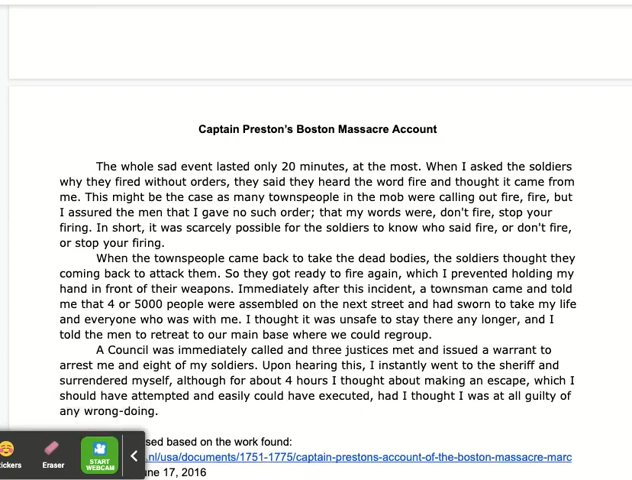 Captain Preston's Boston Massacre Account
The whole sad event lasted only 20 minutes, at the most. When I asked the soldiers
why they fired without orders, they said they heard the word fire and thought it came from
me. This might be the case as many townspeople in the mob were calling out fire, fire, but
I assured the men that I gave no such order; that my words were, don't fire, stop your
firing. In short, it was scarcely possible for the soldiers to know who said fire, or don't fire,
or stop your firing.
When the townspeople came back to take the dead bodies, the soldiers thought they
coming back to attack them. So they got ready to fire again, which I prevented holding my
hand in front of their weapons. Immediately after this incident, a townsman came and told
me that 4 or 5000 people were assembled on the next street and had sworn to take my life
and everyone who was with me. I thought it was unsafe to stay there any longer, and I
told the men to retreat to our main base where we could regroup.
A Council was immediately called and three justices met and issued a warrant to
arrest me and eight of my soldiers. Upon hearing this, I instantly went to the sheriff and
surrendered myself, although for about 4 hours I thought about making an escape, which I
should have attempted and easily could have executed, had I thought I was at all guilty of
any wrong-doing.
sed based on the work found:
.nl/usa/documents/1751-1775/captain-prestons-account-of-the-boston-massacre-marc
une 17, 2016
ickers
Eraser
START
WEBCAM